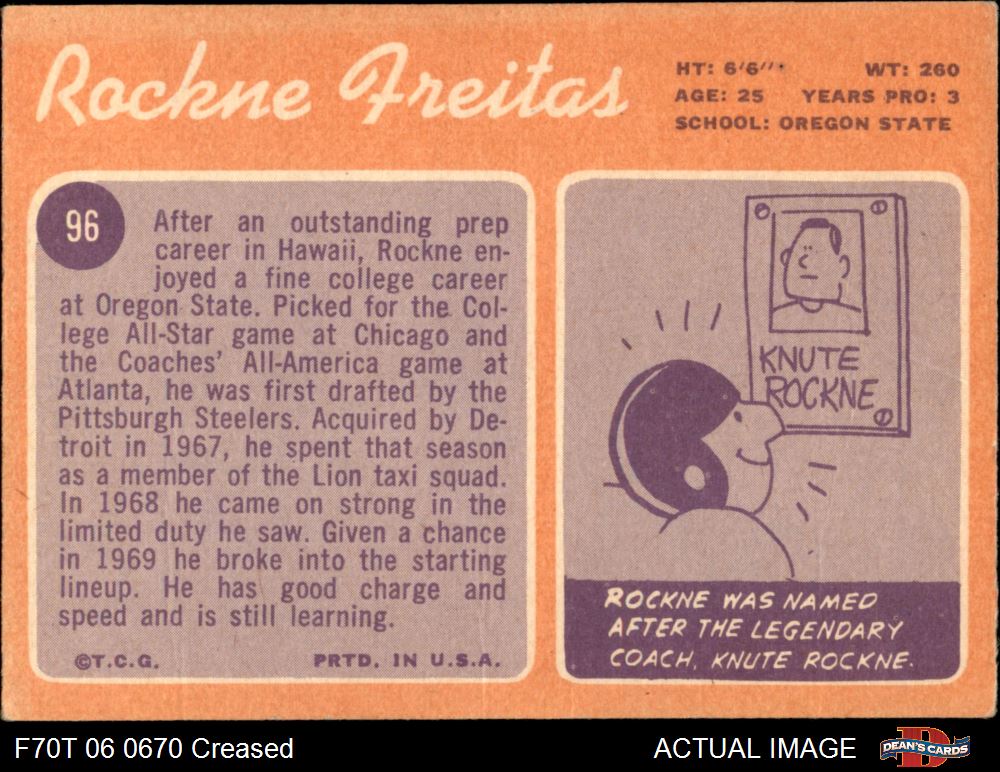 Rockne Freitas
HT: 6'6"
WT: 260
AGE: 25 YEARS PRO: 3
SCHOOL: OREGON STATE
96
After an outstanding prep
career in Hawaii, Rockne en-
joyed a fine college career
at Oregon State. Picked for the Col-
lege All-Star game at Chicago and
the Coaches' All-America game at
Atlanta, he was first drafted by the
Pittsburgh Steelers. Acquired by De-
troit in 1967, he spent that season
as a member of the Lion taxi squad.
In 1968 he came on strong in the
limited duty he saw. Given a chance
in 1969 he broke into the starting
lineup. He has good charge and
speed and is still learning.
©T.C.G. PRTD. IN U.S.A.
KNUTE
ROCKNE
ROCKNE WAS NAMED
AFTER THE LEGENDARY
COACH, KNUTE ROCKNE.
F70T 06 0670 Creased
ACTUAL IMAGE
DEAN'S CARDS